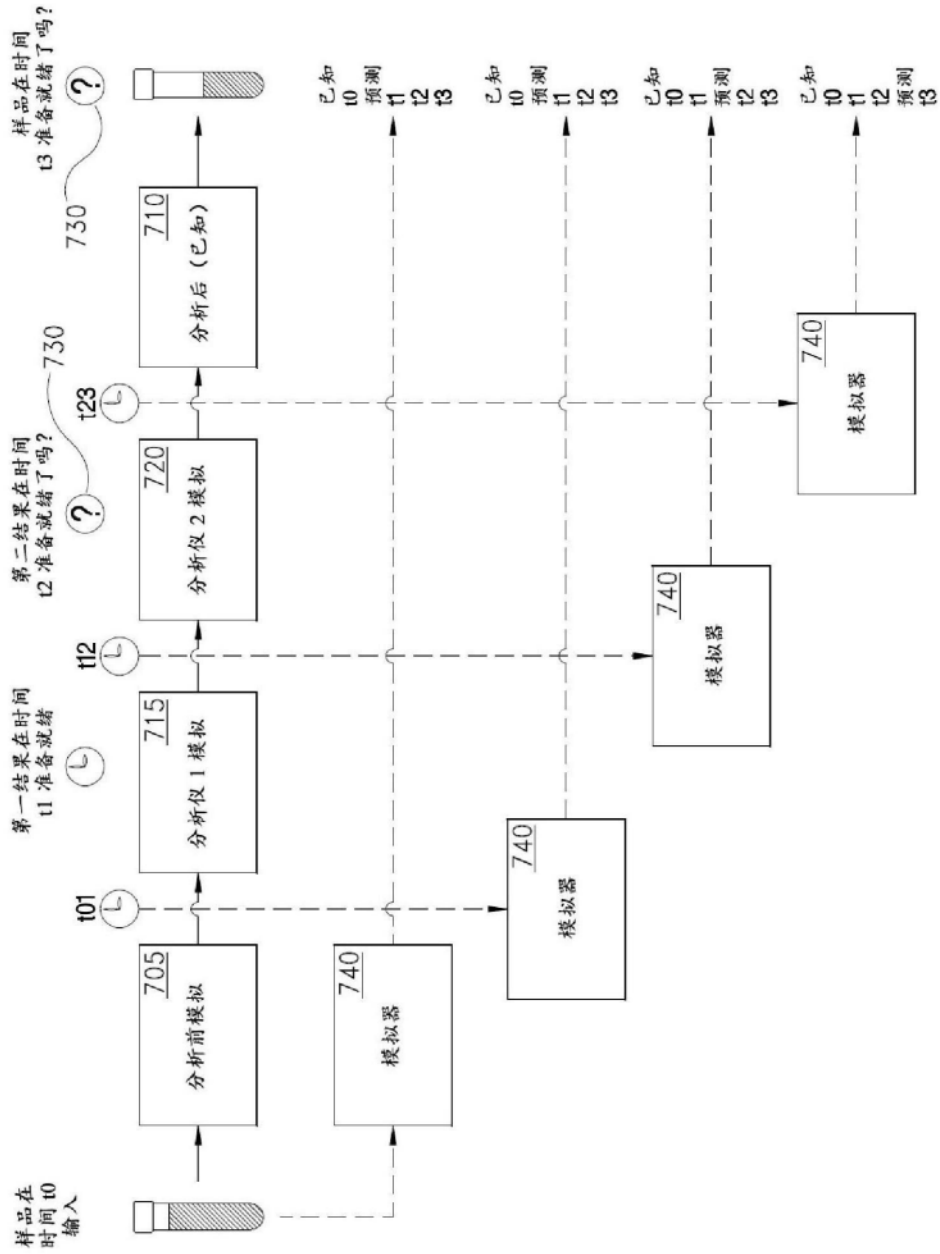 样品在
时间 t0
输入
第一结果在时间
t1 准备就绪
第二结果在时间
t2 准备就绪了吗?
样品在时间
t3 准备就绪了吗?
t01
t12
?
730
t23
?
730
705
分析前模拟
715
分析仪 1 模拟
720
分析仪 2 模拟
710
分析后 (已知)
740
模拟器
已知
t0
预测
t1
t2
t3
740
模拟器
已知
t0
预测
t1
t2
t3
740
模拟器
已知
t0
t1
预测
t2
t3
740
模拟器
已知
t0
t1
t2
预测
t3